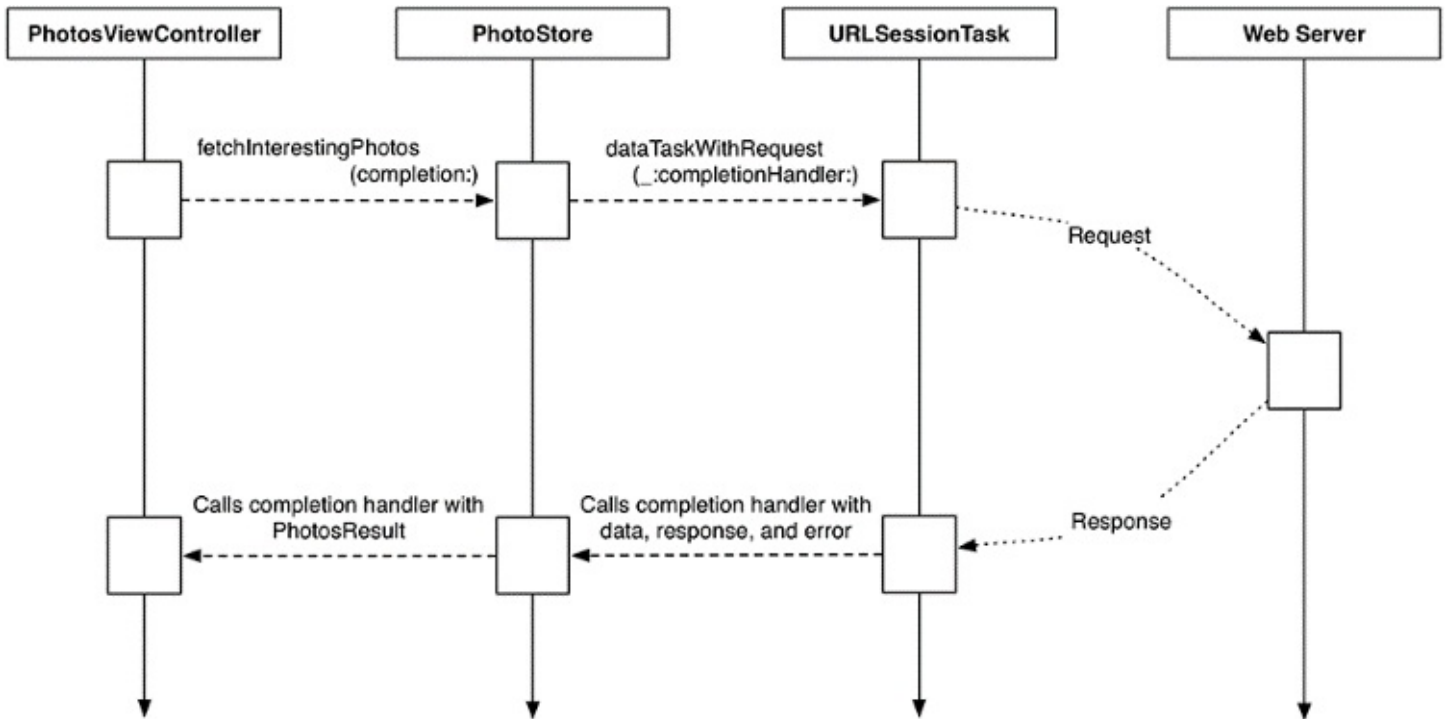 PhotosViewController
PhotoStore
URLSessionTask
Web Server
fetchInterestingPhotos
(completion:)
dataTaskWithRequest
(_:completionHandler:)
Request
Calls completion handler with
PhotosResult
Calls completion handler with
data, response, and error
Response